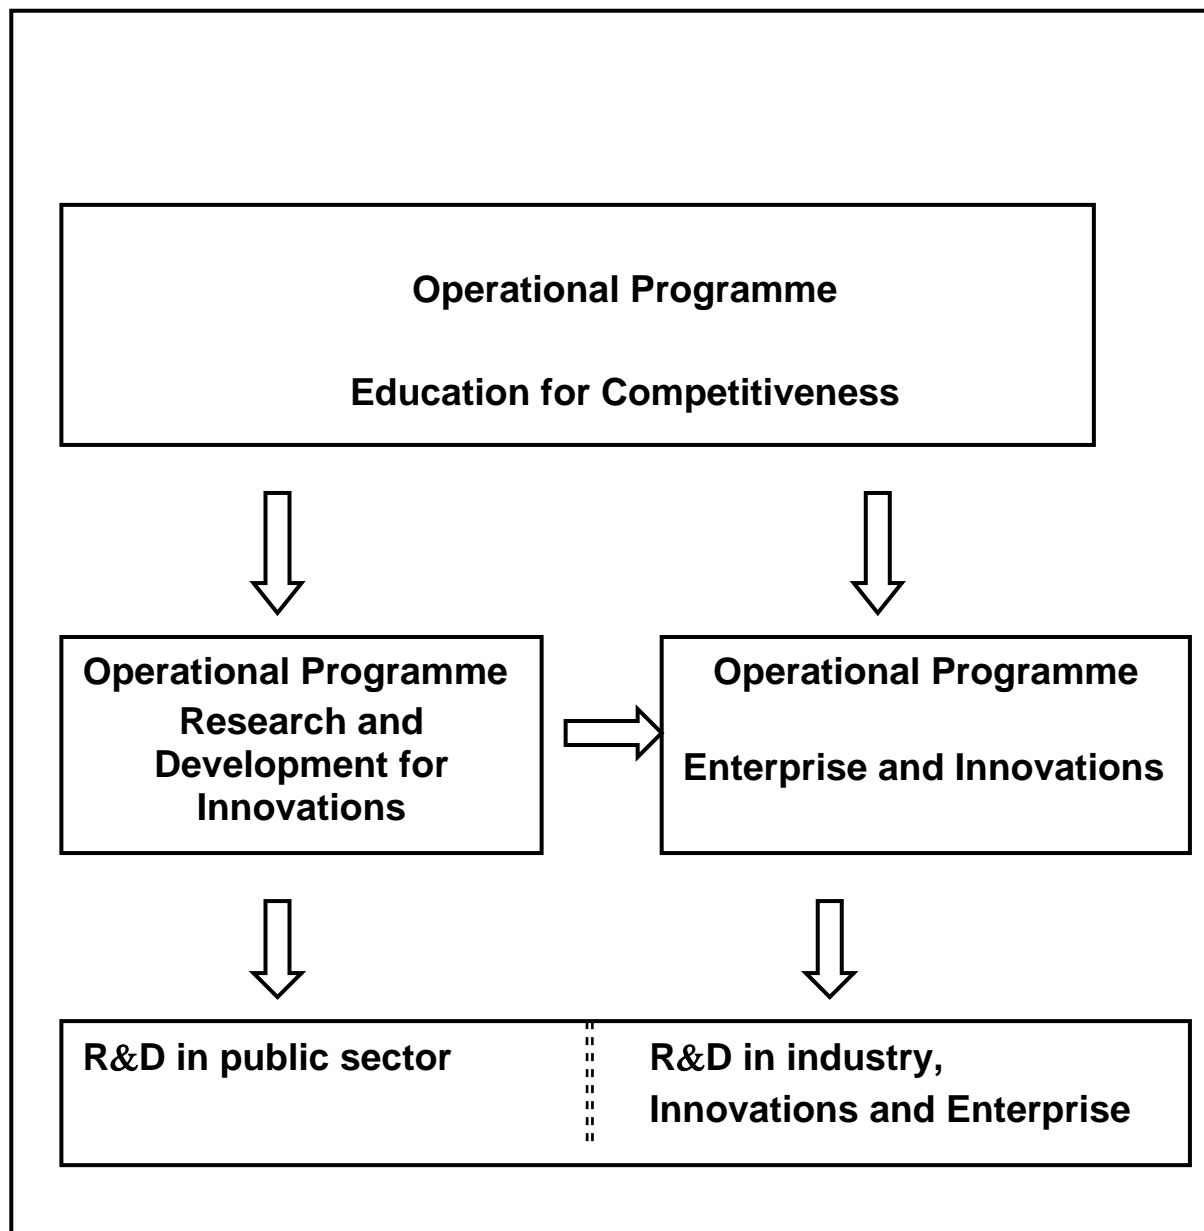 Operational Programme
Education for Competitiveness
Operational Programme
Research and
Development for
Innovations
Operational Programme
Enterprise and Innovations
R&D in public sector
R&D in industry,
Innovations and Enterprise